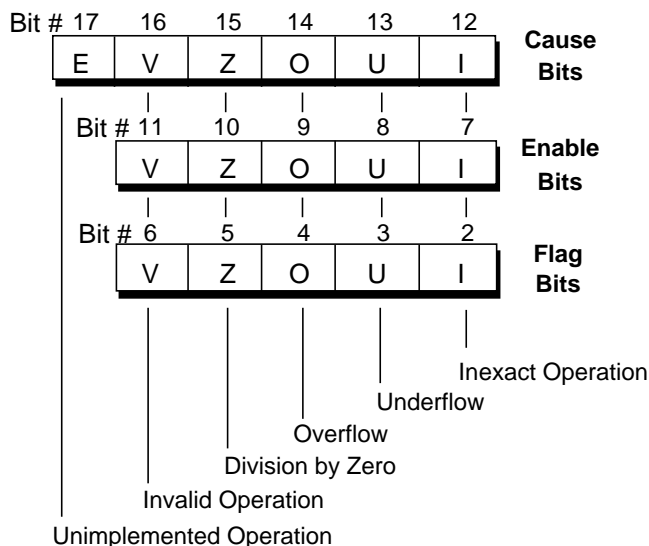 Bit # 17 16 15 14 13 12
E V Z O U I
Cause
Bits
Bit # 11 10 9 8 7
V Z O U I
Enable
Bits
Bit # 6 5 4 3 2
V Z O U I
Flag
Bits
Inexact Operation
Underflow
Overflow
Division by Zero
Invalid Operation
Unimplemented Operation